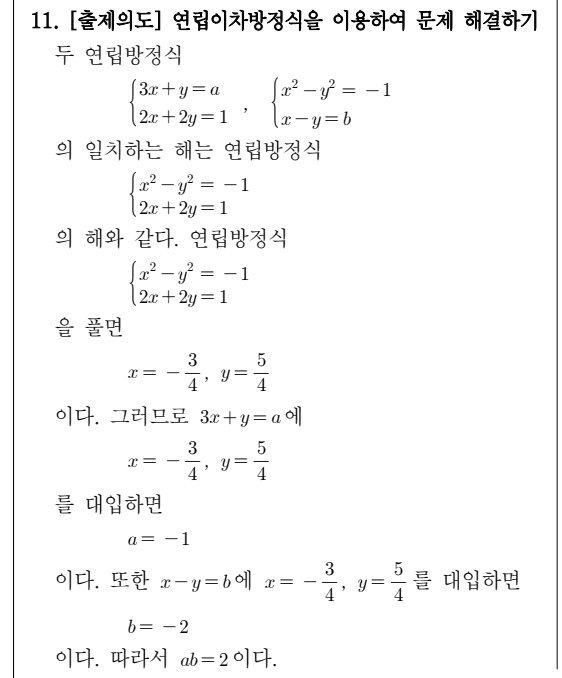 11. [출제의도] 연립이차방정식을 이용하여 문제 해결하기
두 연립방정식
{3x+y=a, 2x+2y=1 , {x²-y²=-1, x-y=b
의 일치하는 해는 연립방정식
{x²-y²=-1
2x+2y=1
의 해와 같다. 연립방정식
{x²-y²=-1
2x+2y=1
을 풀면
x=-3/4, y=5/4
이다. 그러므로 3x+y=a에
x=-3/4, y=5/4
를 대입하면
a=-1
이다. 또한 x-y=b에 x=-3/4, y=5/4를 대입하면
b=-2
이다. 따라서 ab=2이다.